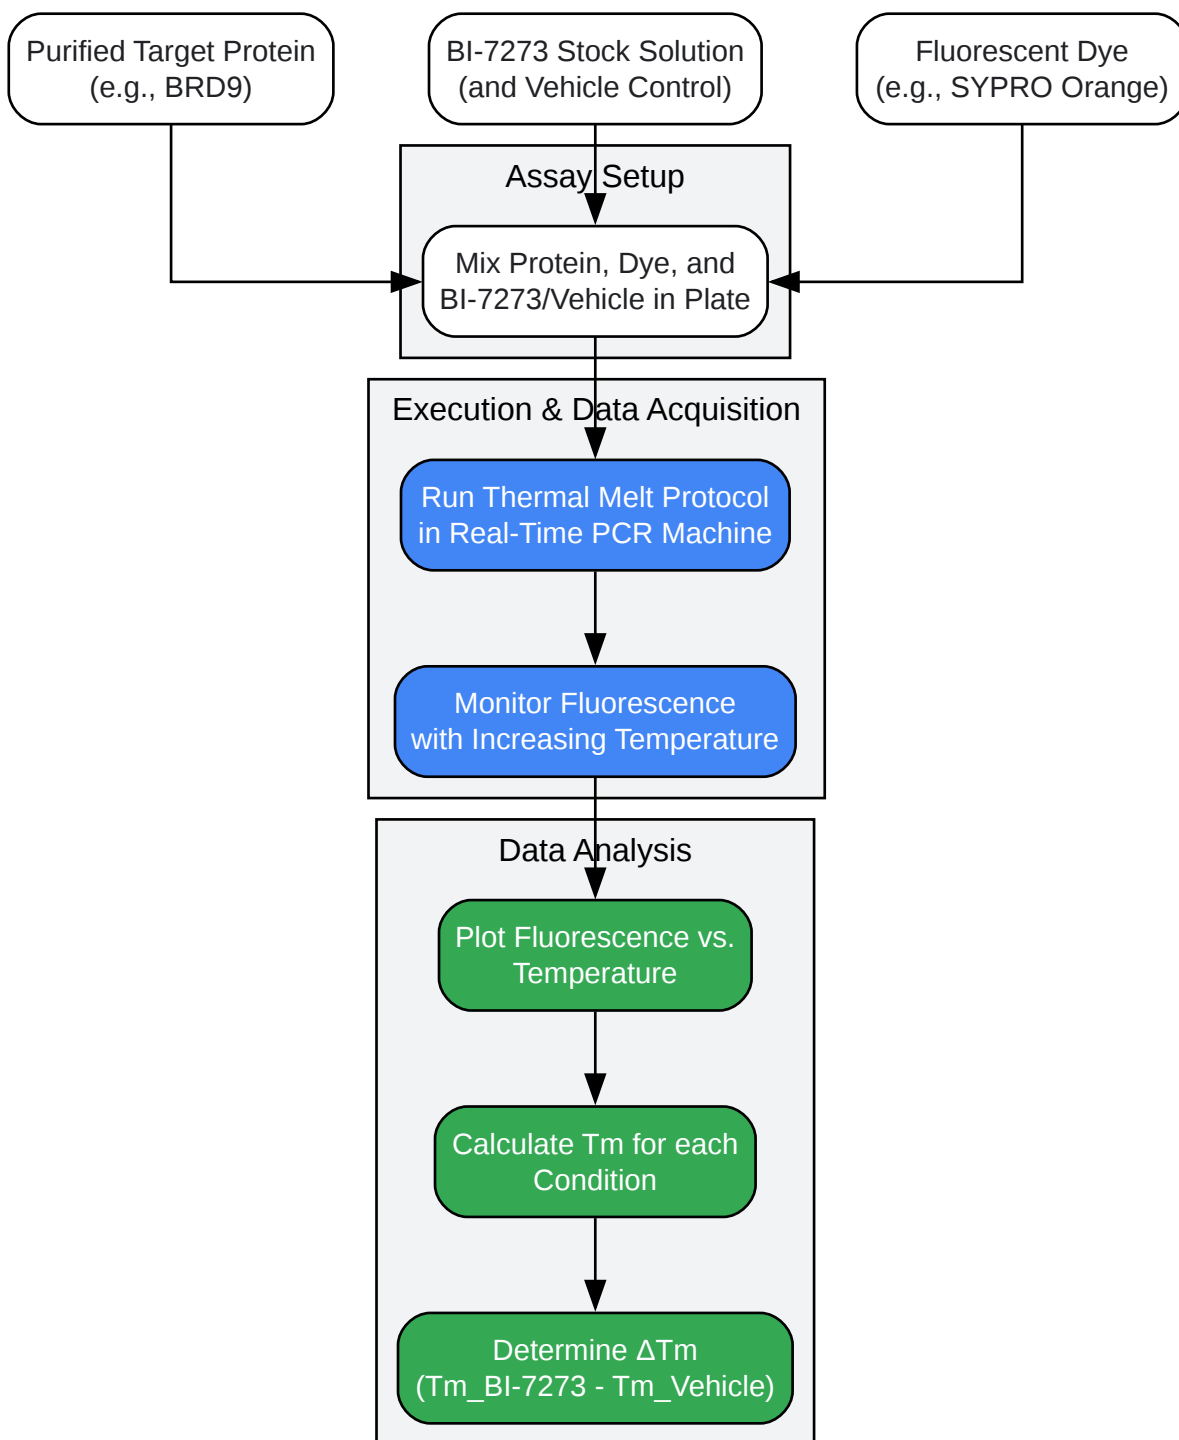 Purified Target Protein
(e.g., BRD9)
BI-7273 Stock Solution
(and Vehicle Control)
Fluorescent Dye
(e.g., SYPRO Orange)
Assay Setup
Mix Protein, Dye, and
BI-7273/Vehicle in Plate
Execution & Data Acquisition
Run Thermal Melt Protocol
in Real-Time PCR Machine
Monitor Fluorescence
with Increasing Temperature
Data Analysis
Plot Fluorescence vs.
Temperature
Calculate Tm for each
Condition
Determine ΔTm
(Tm_BI-7273 - Tm_Vehicle)